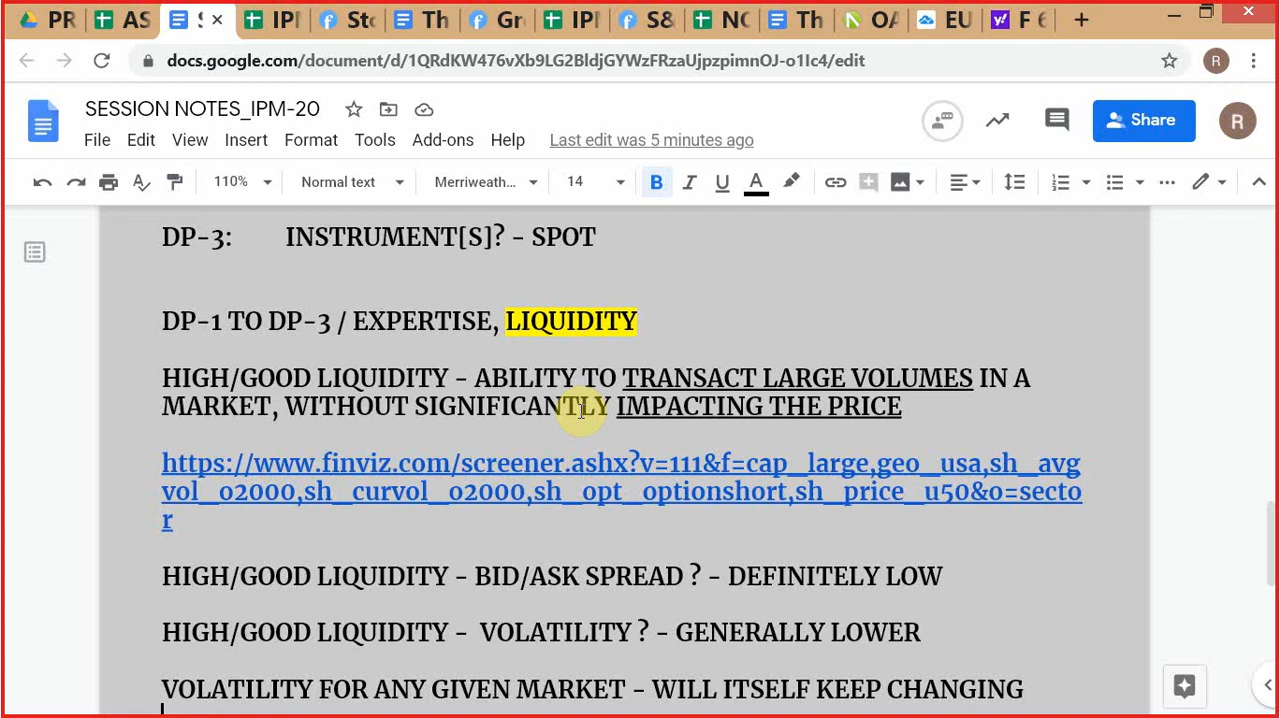 PR
AS
S
IPI
Sto
Th
Gr
IPI
S&
NC
Th
OA
EU
F 6
docs.google.com/document/d/1QRdKW476vXb9LG2BldjGYWzFRzaUjpzpimnOJ-o1Ic4/edit
R
SESSION NOTES_IPM-20
Share
R
File Edit View Insert Format Tools Add-ons Help Last edit was 5 minutes ago
110% Normal text Merriweath... 14 B I U A
DP-3: INSTRUMENT[S]? - SPOT
DP-1 TO DP-3 / EXPERTISE, LIQUIDITY
HIGH/GOOD LIQUIDITY - ABILITY TO TRANSACT LARGE VOLUMES IN A
MARKET, WITHOUT SIGNIFICANTLY IMPACTING THE PRICE
https://www.finviz.com/screener.ashx?v=111&f=cap_large,geo_usa,sh_avg
vol_o2000,sh_curvol_o2000,sh_opt_optionshort,sh_price_u50&o=secto
r
HIGH/GOOD LIQUIDITY - BID/ASK SPREAD ? - DEFINITELY LOW
HIGH/GOOD LIQUIDITY - VOLATILITY ? - GENERALLY LOWER
VOLATILITY FOR ANY GIVEN MARKET - WILL ITSELF KEEP CHANGING